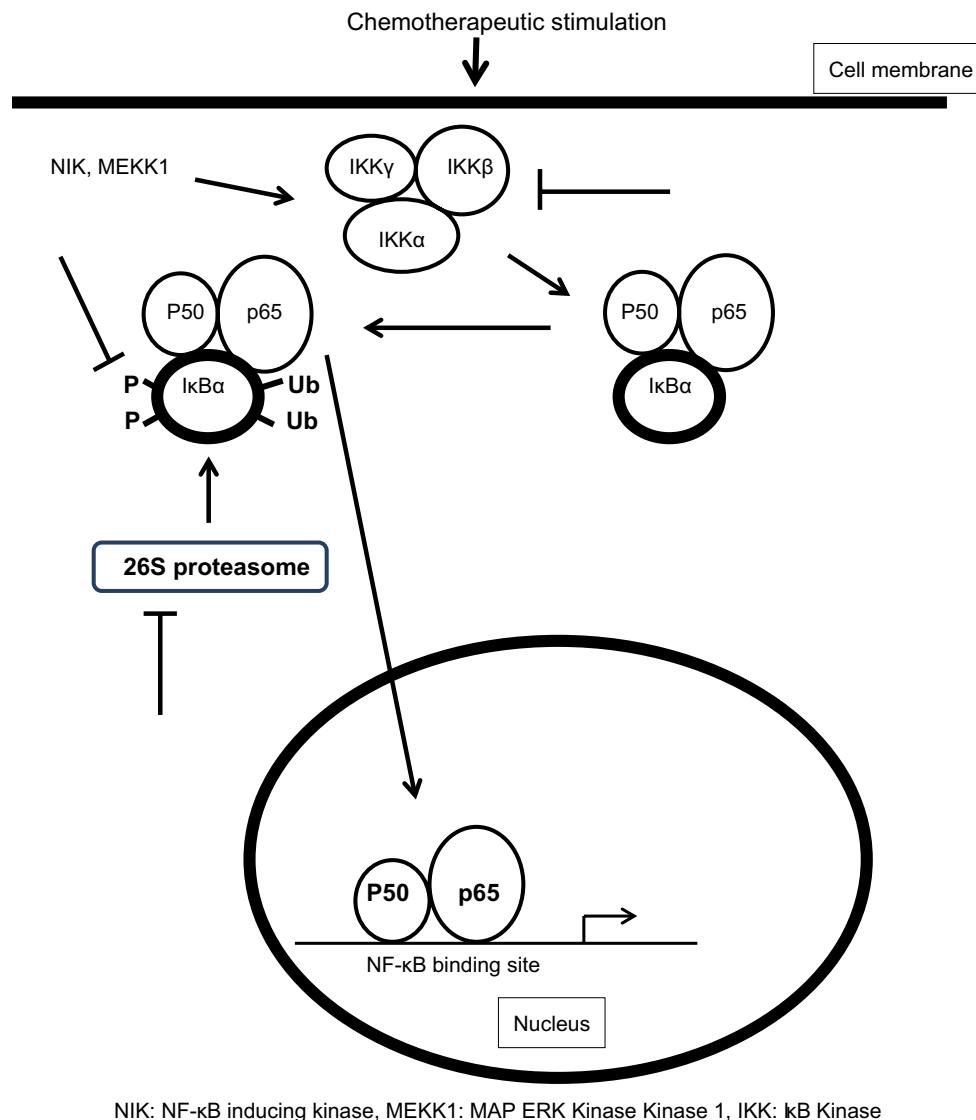 Chemotherapeutic stimulation
Cell membrane
NIK, MEKK1
IKKγ
IKKβ
IKKα
P50
p65
IκBα
P
P
Ub
Ub
P50
p65
IκBα
26S proteasome
P50
p65
NF-κB binding site
Nucleus
NIK: NF-κB inducing kinase, MEKK1: MAP ERK Kinase Kinase 1, IKK: IκB Kinase